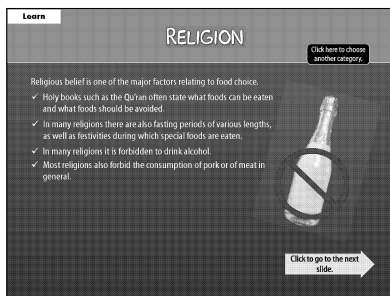 Learn
RELIGION
Click here to choose
another category.
Religious belief is one of the major factors relating to food choice.
✓ Holy books such as the Qu'ran often state what foods can be eaten
and what foods should be avoided.
✓ In many religions there are also fasting periods of various lengths,
as well as festivities during which special foods are eaten.
✓ In many religions it is forbidden to drink alcohol.
✓ Most religions also forbid the consumption of pork or of meat in
general.
Click to go to the next
slide.